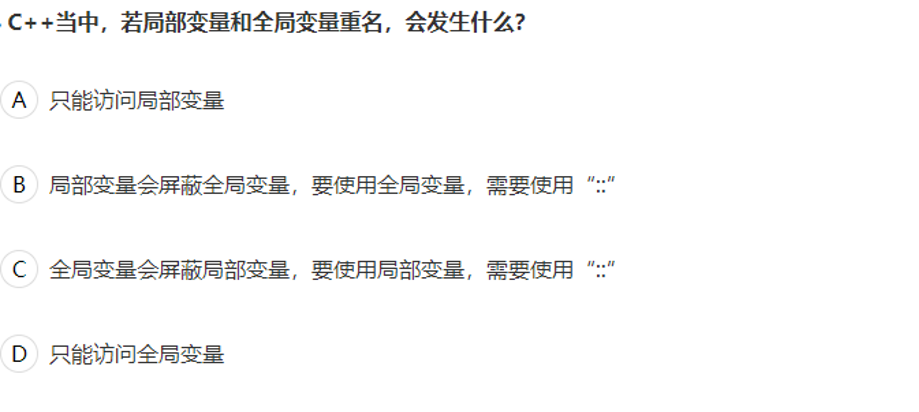 C++当中，若局部变量和全局变量重名，会发生什么？
A 只能访问局部变量
B 局部变量会屏蔽全局变量，要使用全局变量，需要使用“::”
C 全局变量会屏蔽局部变量，要使用局部变量，需要使用“::”
D 只能访问全局变量